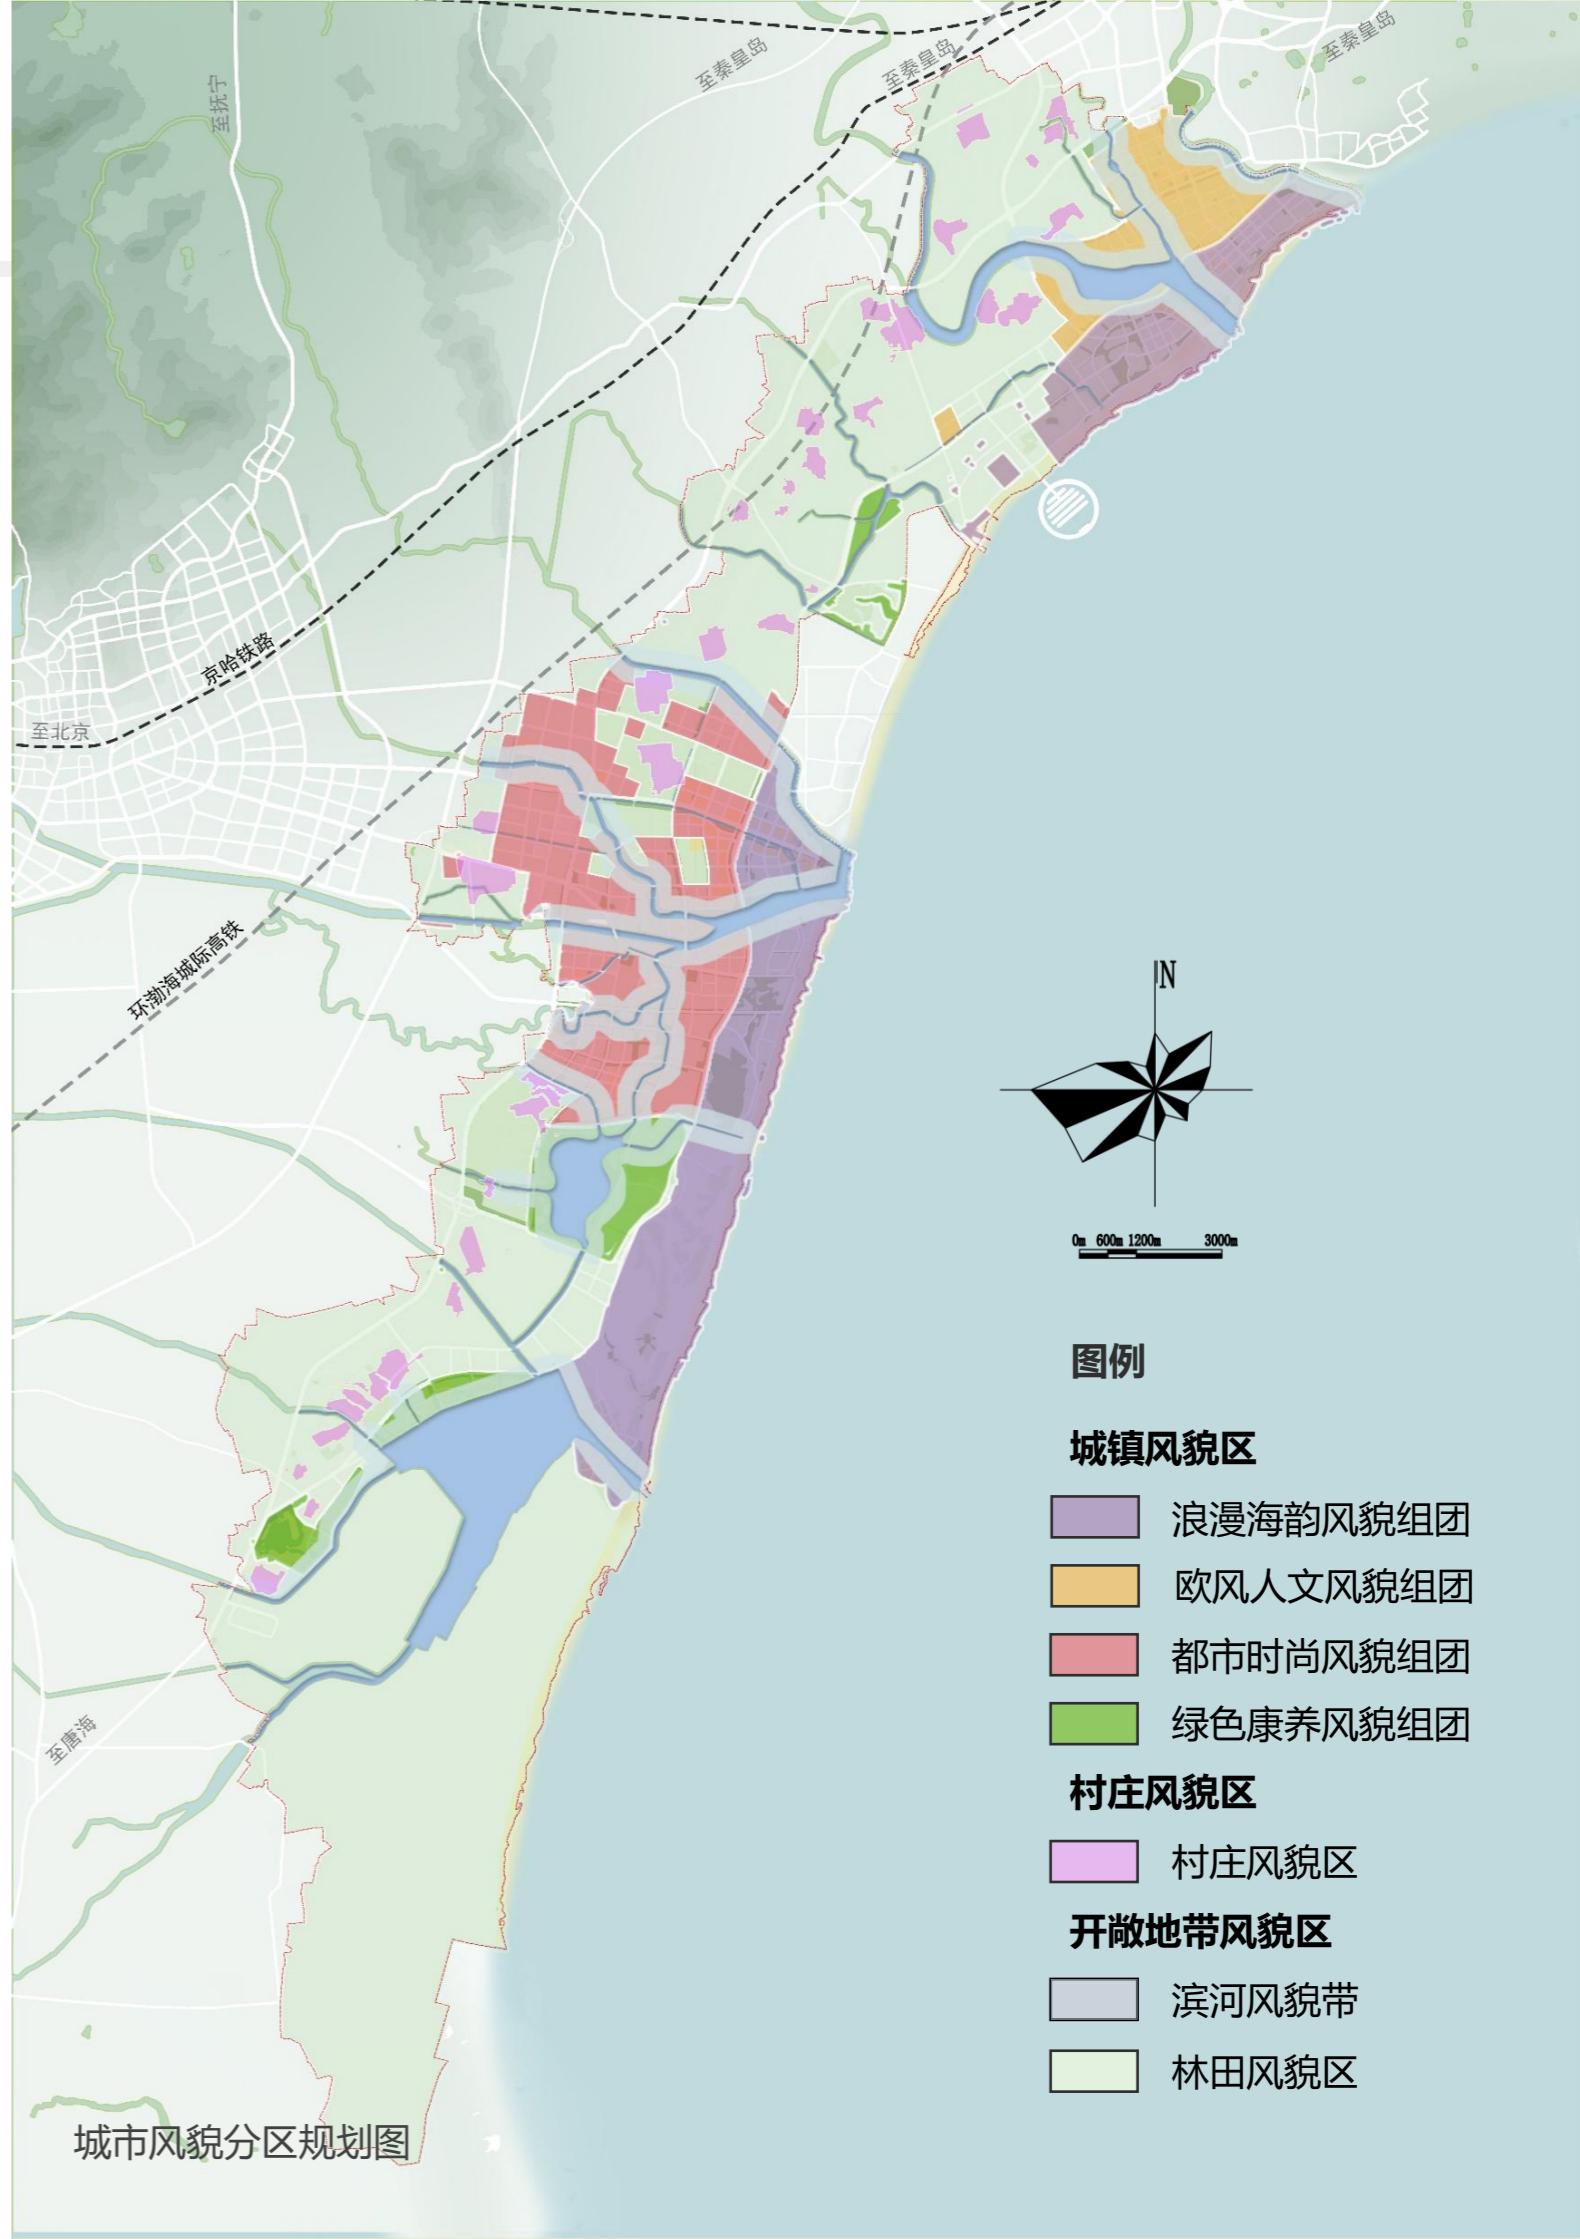 至秦皇岛
至秦皇岛
至秦皇岛
至抚宁
京哈铁路
至北京
环渤海城际高铁
N
0m 600m 1200m 3000m
图例
城镇风貌区
浪漫海韵风貌组团
欧风人文风貌组团
都市时尚风貌组团
绿色康养风貌组团
村庄风貌区
村庄风貌区
开敞地带风貌区
滨河风貌带
林田风貌区
至唐海
城市风貌分区规划图